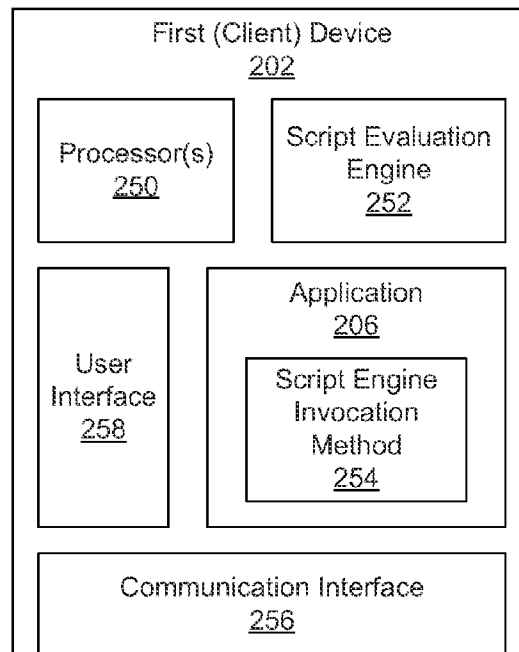 First (Client) Device
202
Processor(s)
250
Script Evaluation
Engine
252
User
Interface
258
Application
206
Script Engine
Invocation
Method
254
Communication Interface
256